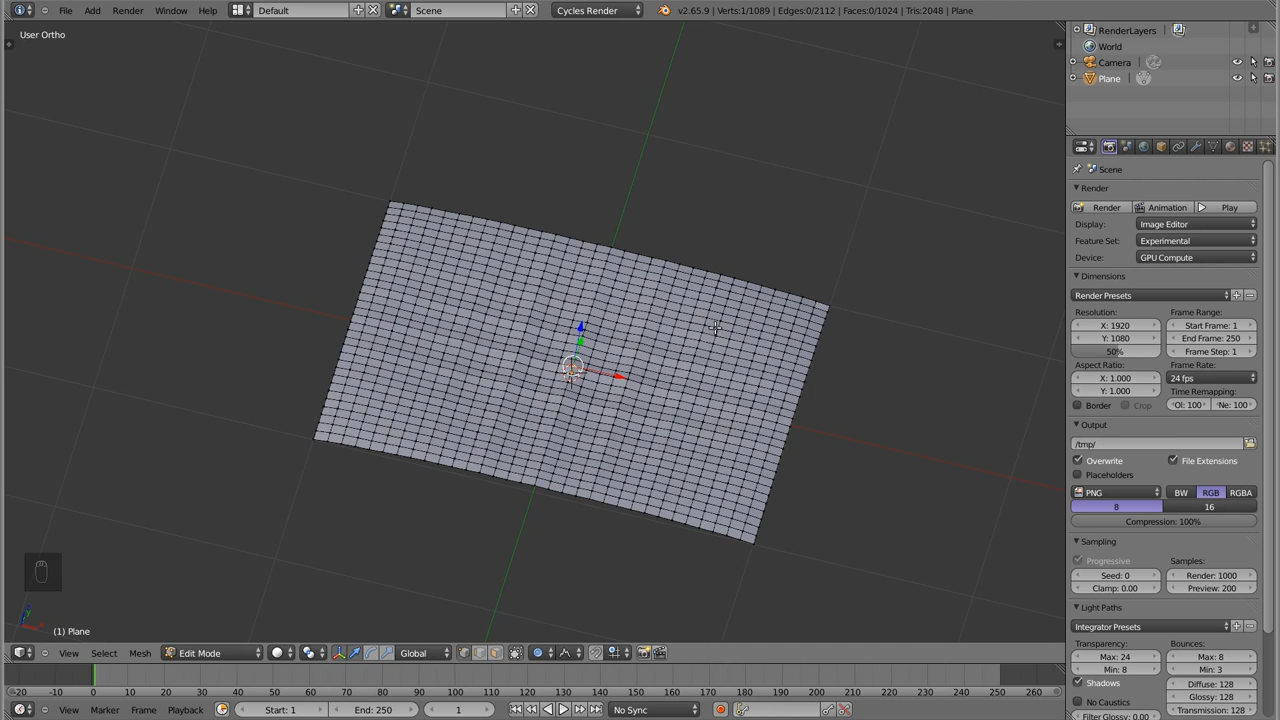 File Add Render Window Help Default Scene Cycles Render v2.65.9 | Verts:1/1089 | Edges:0/2112 | Faces:0/1024 | Tris:2048 | Plane
User Ortho
RenderLayers
World
Camera
Plane
Scene
Render
Render Animation Play
Display: Image Editor
Feature Set: Experimental
Device: GPU Compute
Dimensions
Render Presets
Resolution: Frame Range:
X: 1920 Start Frame: 1
Y: 1080 End Frame: 250
50% Frame Step: 1
Aspect Ratio: Frame Rate:
X: 1.000 24 fps
Y: 1.000 Time Remapping:
Border Crop Ol: 100 Ne: 100
Output
/tmp/
Overwrite File Extensions
Placeholders
PNG BW RGB RGBA
8 16
Compression: 100%
Sampling
Progressive Samples:
Seed: 0 Render: 1000
Clamp: 0.00 Preview: 200
Light Paths
Integrator Presets
Transparency: Bounces:
Max: 24 Max: 8
Min: 8 Min: 3
Shadows Diffuse: 128
Glossy: 128
No Caustics Transmission: 128
Filter Glossy: 0.00
(1) Plane
View Select Mesh Edit Mode Global
-20 -10 0 10 20 30 40 50 60 70 80 90 100 110 120 130 140 150 160 170 180 190 200 210 220 230 240 250 260
View Marker Frame Playback Start: 1 End: 250 1 No Sync